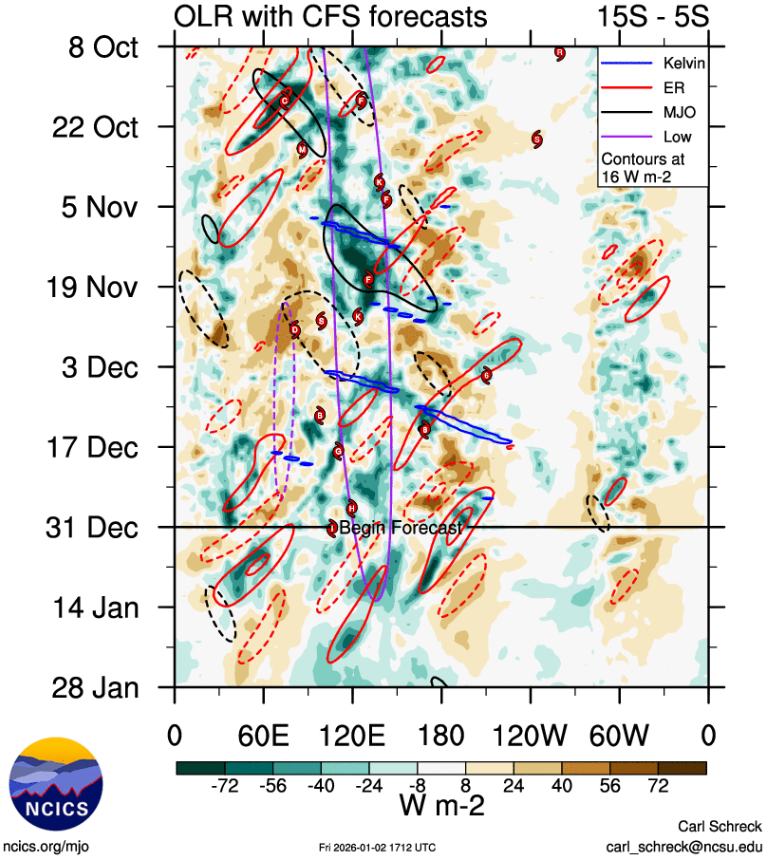 OLR with CFS forecasts 15S - 5S
8 Oct
22 Oct
5 Nov
19 Nov
3 Dec
17 Dec
31 Dec
14 Jan
28 Jan
Kelvin
ER
MJO
Low
Contours at
16 W m-2
R
C
F
S
M
K
F
F
K
S
D
6
B
9
G
H
I
Begin Forecast
0 60E 120E 180 120W 60W 0
-72 -56 -40 -24 -8 8 24 40 56 72
W m-2
NCICS
Carl Schreck
ncics.org/mjo Fri 2026-01-02 1712 UTC carl_schreck@ncsu.edu